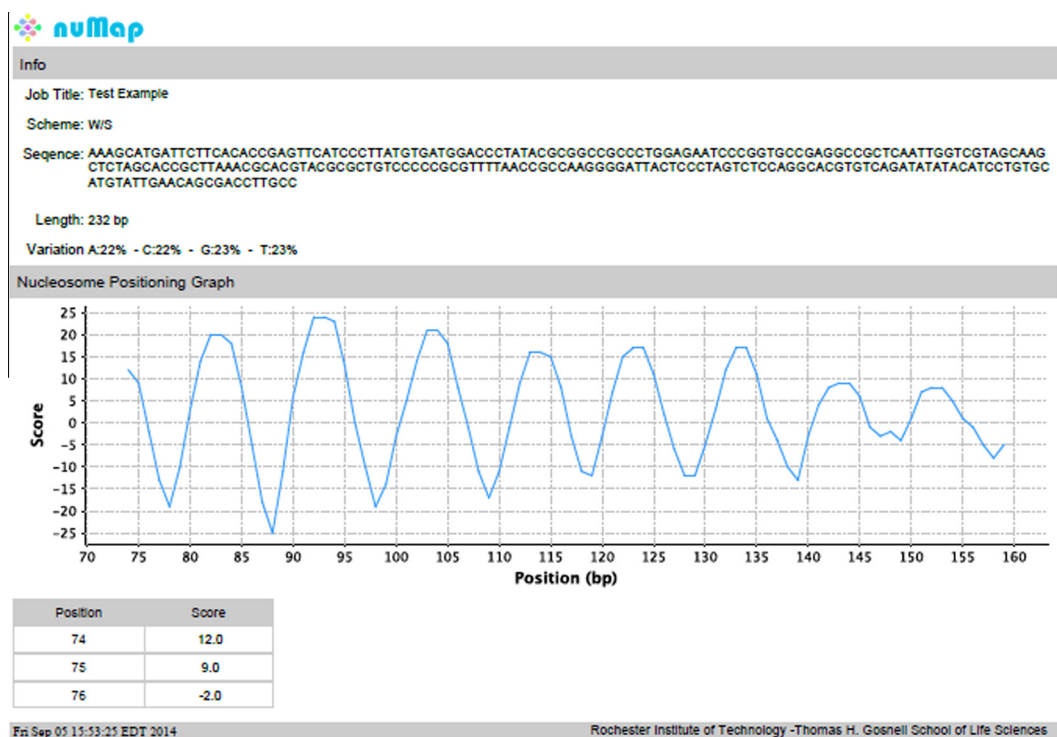 nuMap
Info
Job Title: Test Example
Scheme: W/S
Seqence: AAAGCATGATTCTTCACACCGAGTTCATCCCTTATGTGATGGACCCTATACGCGGCCGCCCTGGAGAATCCCGGTGCCGAGGCCGCTCAATTGGTCGTAGCAAG
CTCTAGCACCGCTTAAACGCACGTACGCGCTGTCCCCCGCGTTTTAACCGCCAAGGGGATTACTCCCTAGTCTCCAGGCACGTGTCAGATATATACATCCTGTGC
ATGTATTGAACAGCGACCTTGCC
Length: 232 bp
Variation A:22% - C:22% - G:23% - T:23%
Nucleosome Positioning Graph
25
20
15
10
5
0
-5
-10
-15
-20
-25
Score
70 75 80 85 90 95 100 105 110 115 120 125 130 135 140 145 150 155 160
Position (bp)
Position Score
74 12.0
75 9.0
76 -2.0
Fri Sep 05 15:53:25 EDT 2014 Rochester Institute of Technology -Thomas H. Gosnell School of Life Sciences